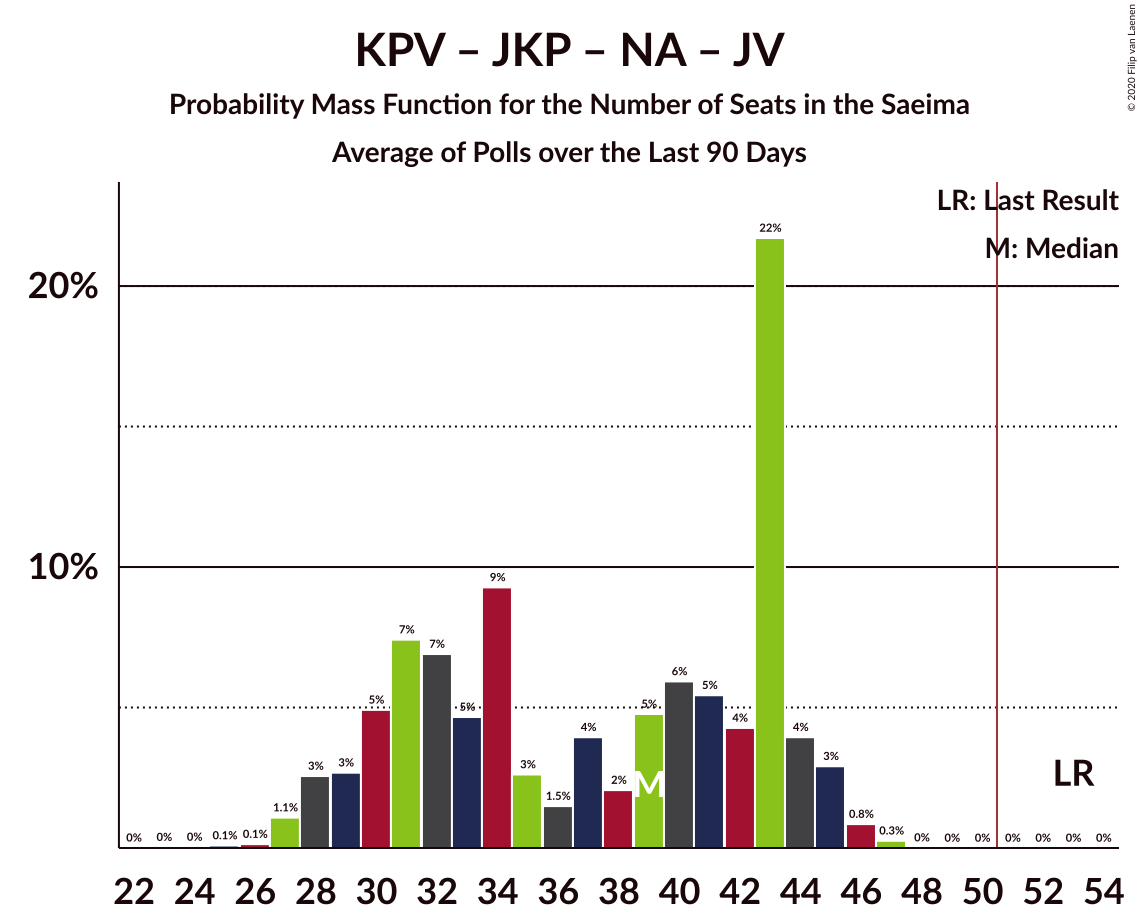 KPV – JKP – NA – JV
Probability Mass Function for the Number of Seats in the Saeima
Average of Polls over the Last 90 Days
© 2020 Filip van Laenen
LR: Last Result
M: Median
20%
10%
0% 0% 0% 0.1% 0.1% 1.1% 3% 3% 5% 7% 7% 5% 9% 3% 1.5% 4% 2% 5% 6% 5% 4% 22% 4% 3% 0.8% 0.3% 0% 0% 0% 0% 0% 0% 0%
M
LR
22 24 26 28 30 32 34 36 38 40 42 44 46 48 50 52 54